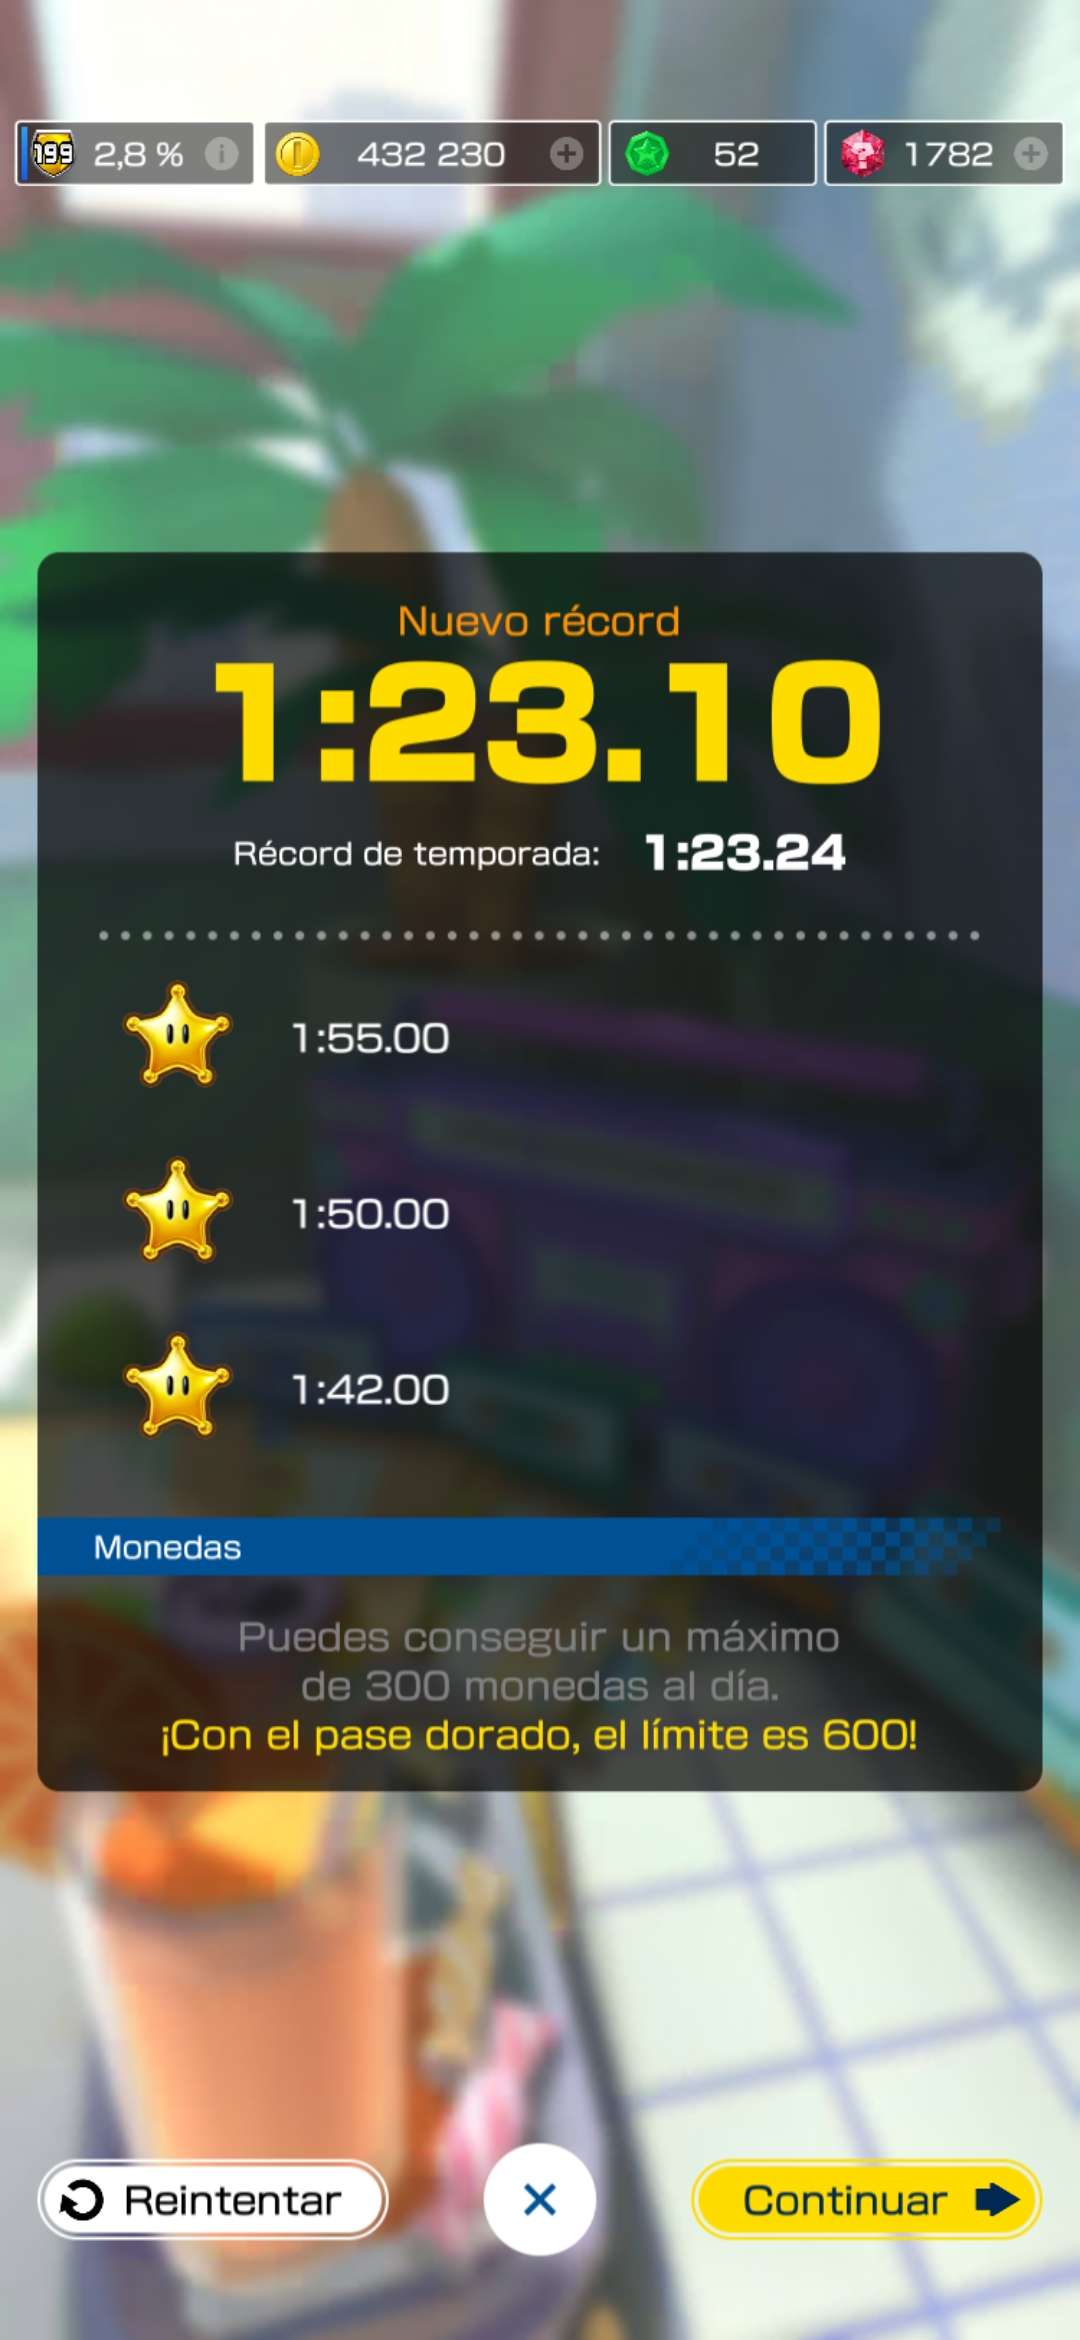 199 2,8 % i 432 230 + 52 ? 1782 +
Nuevo récord
1:23.10
Récord de temporada: 1:23.24
1:55.00
1:50.00
1:42.00
Monedas
Puedes conseguir un máximo
de 300 monedas al día.
¡Con el pase dorado, el límite es 600!
Reintentar × Continuar